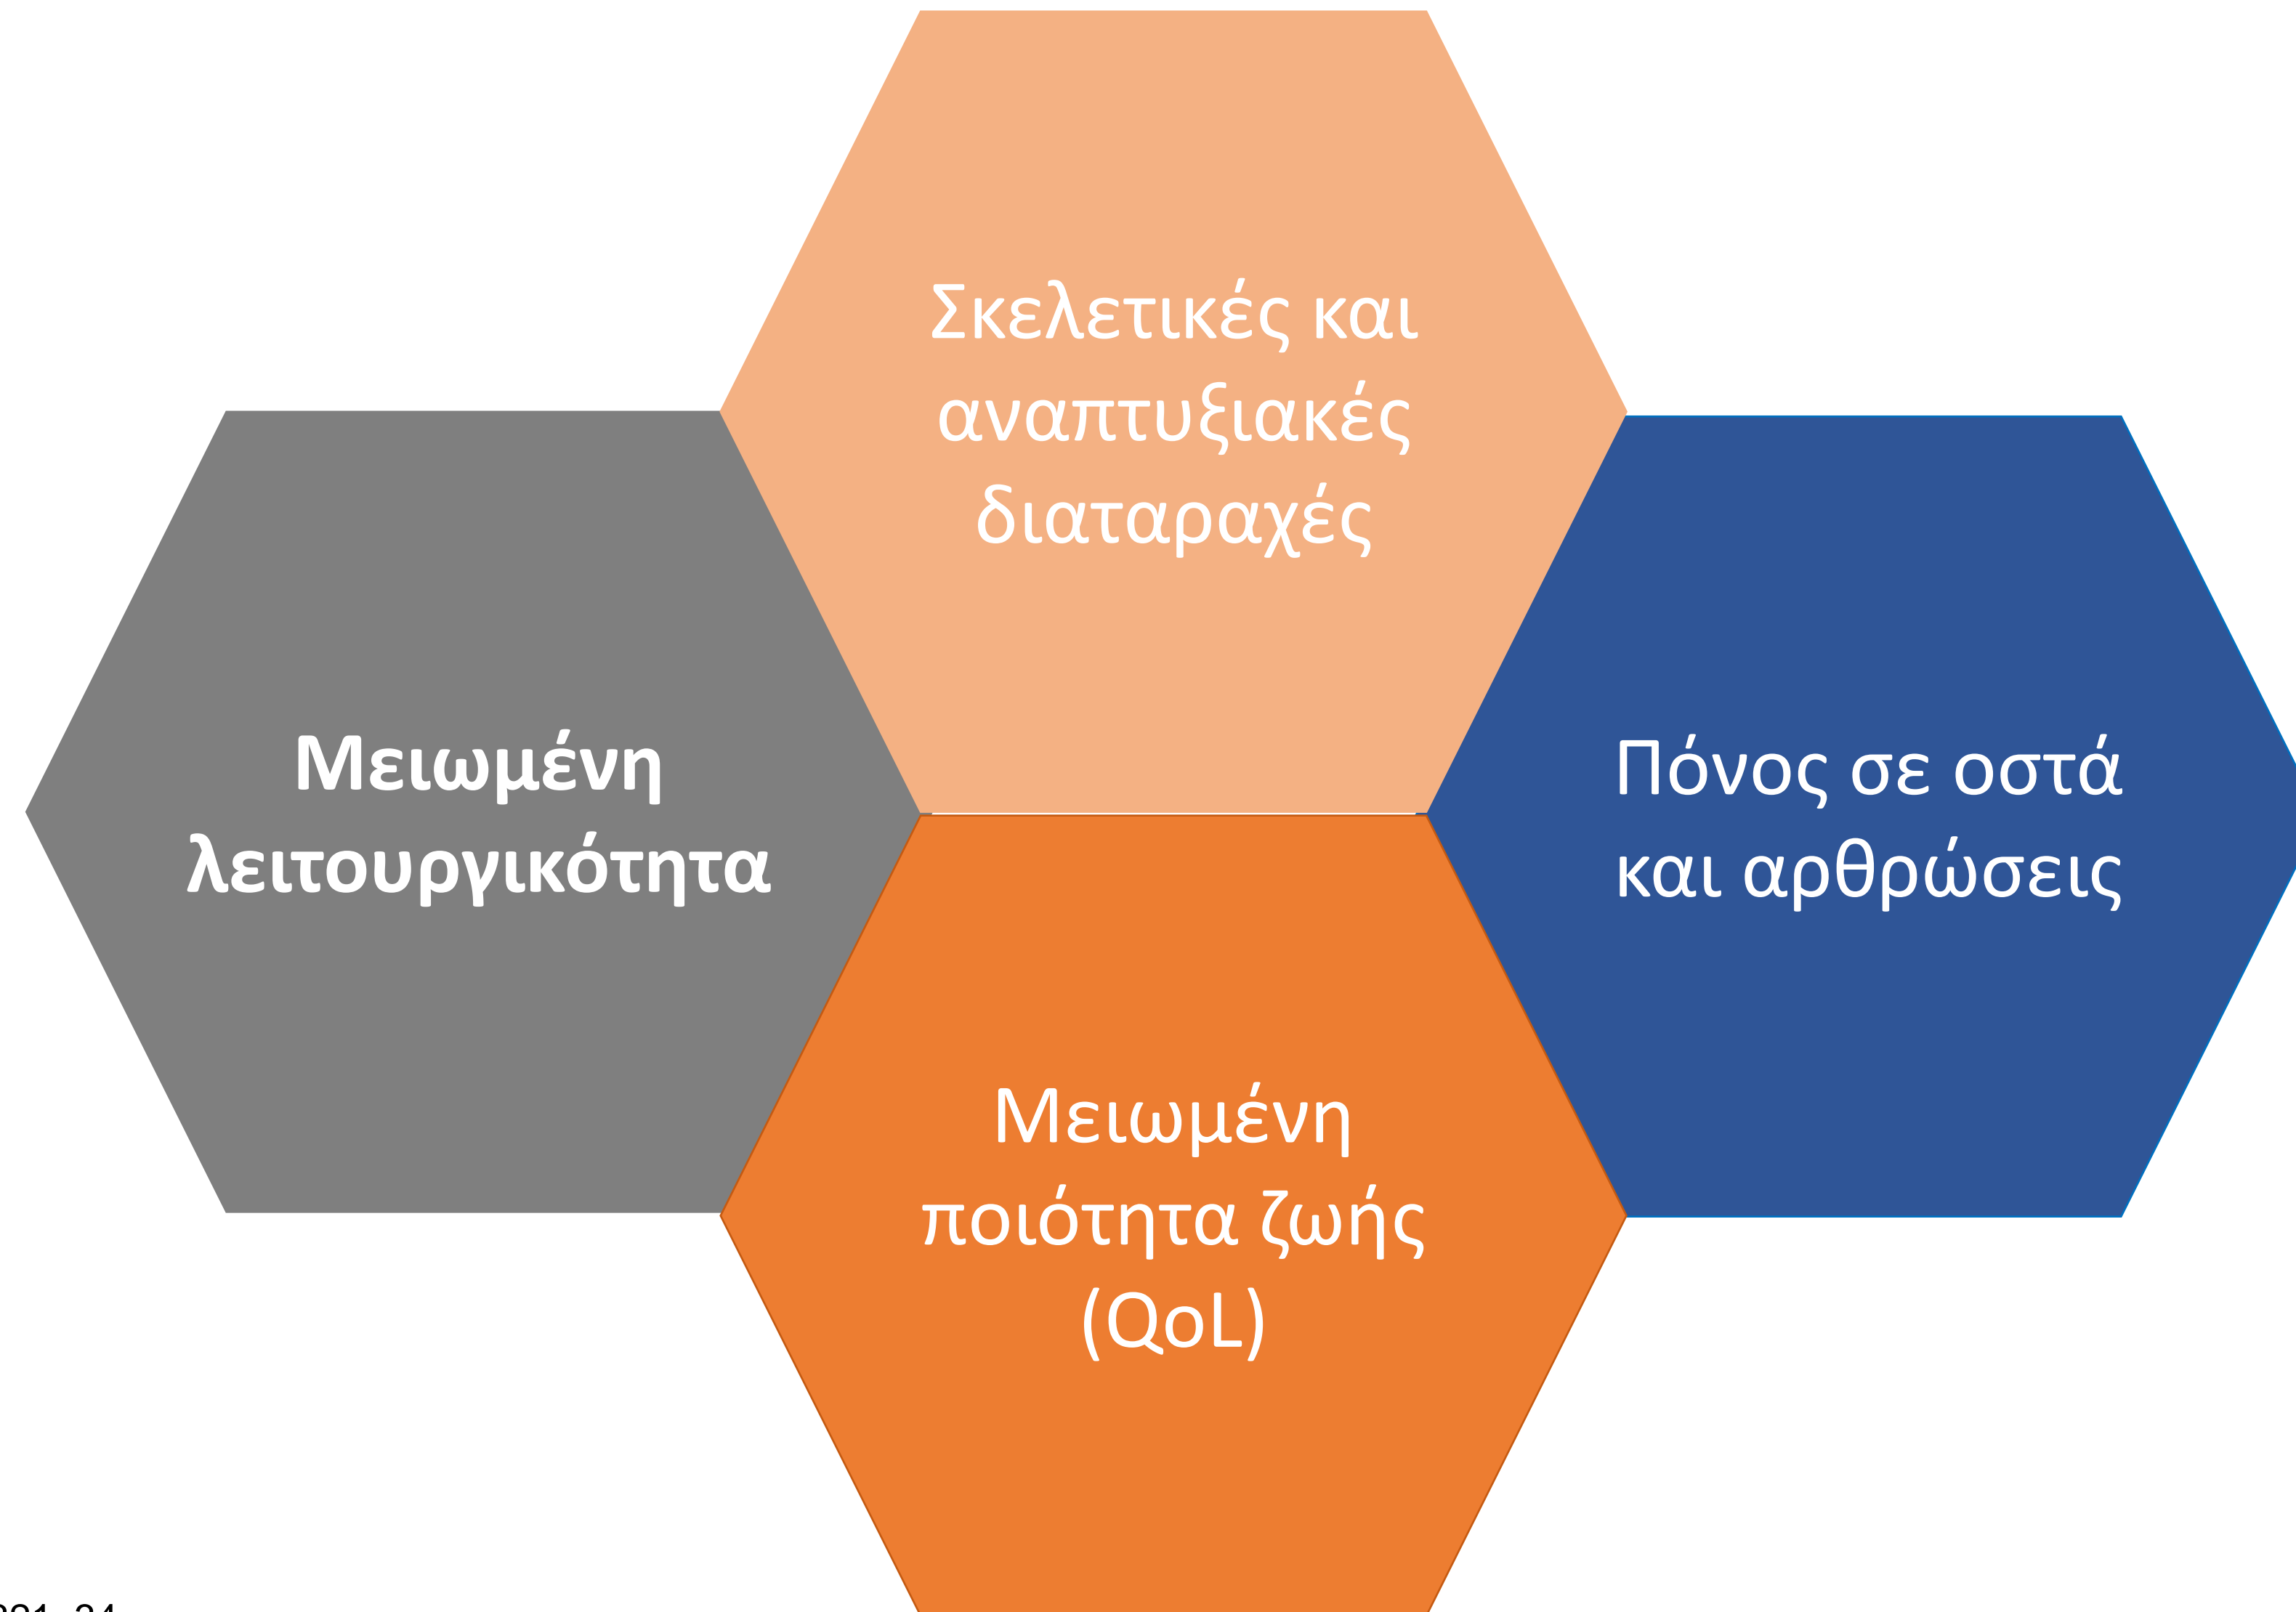 Σκελετικές και
αναπτυξιακές
διαταραχές
Μειωμένη
λειτουργικότητα
Πόνος σε οστά
και αρθρώσεις
Μειωμένη
ποιότητα ζωής
(QoL)